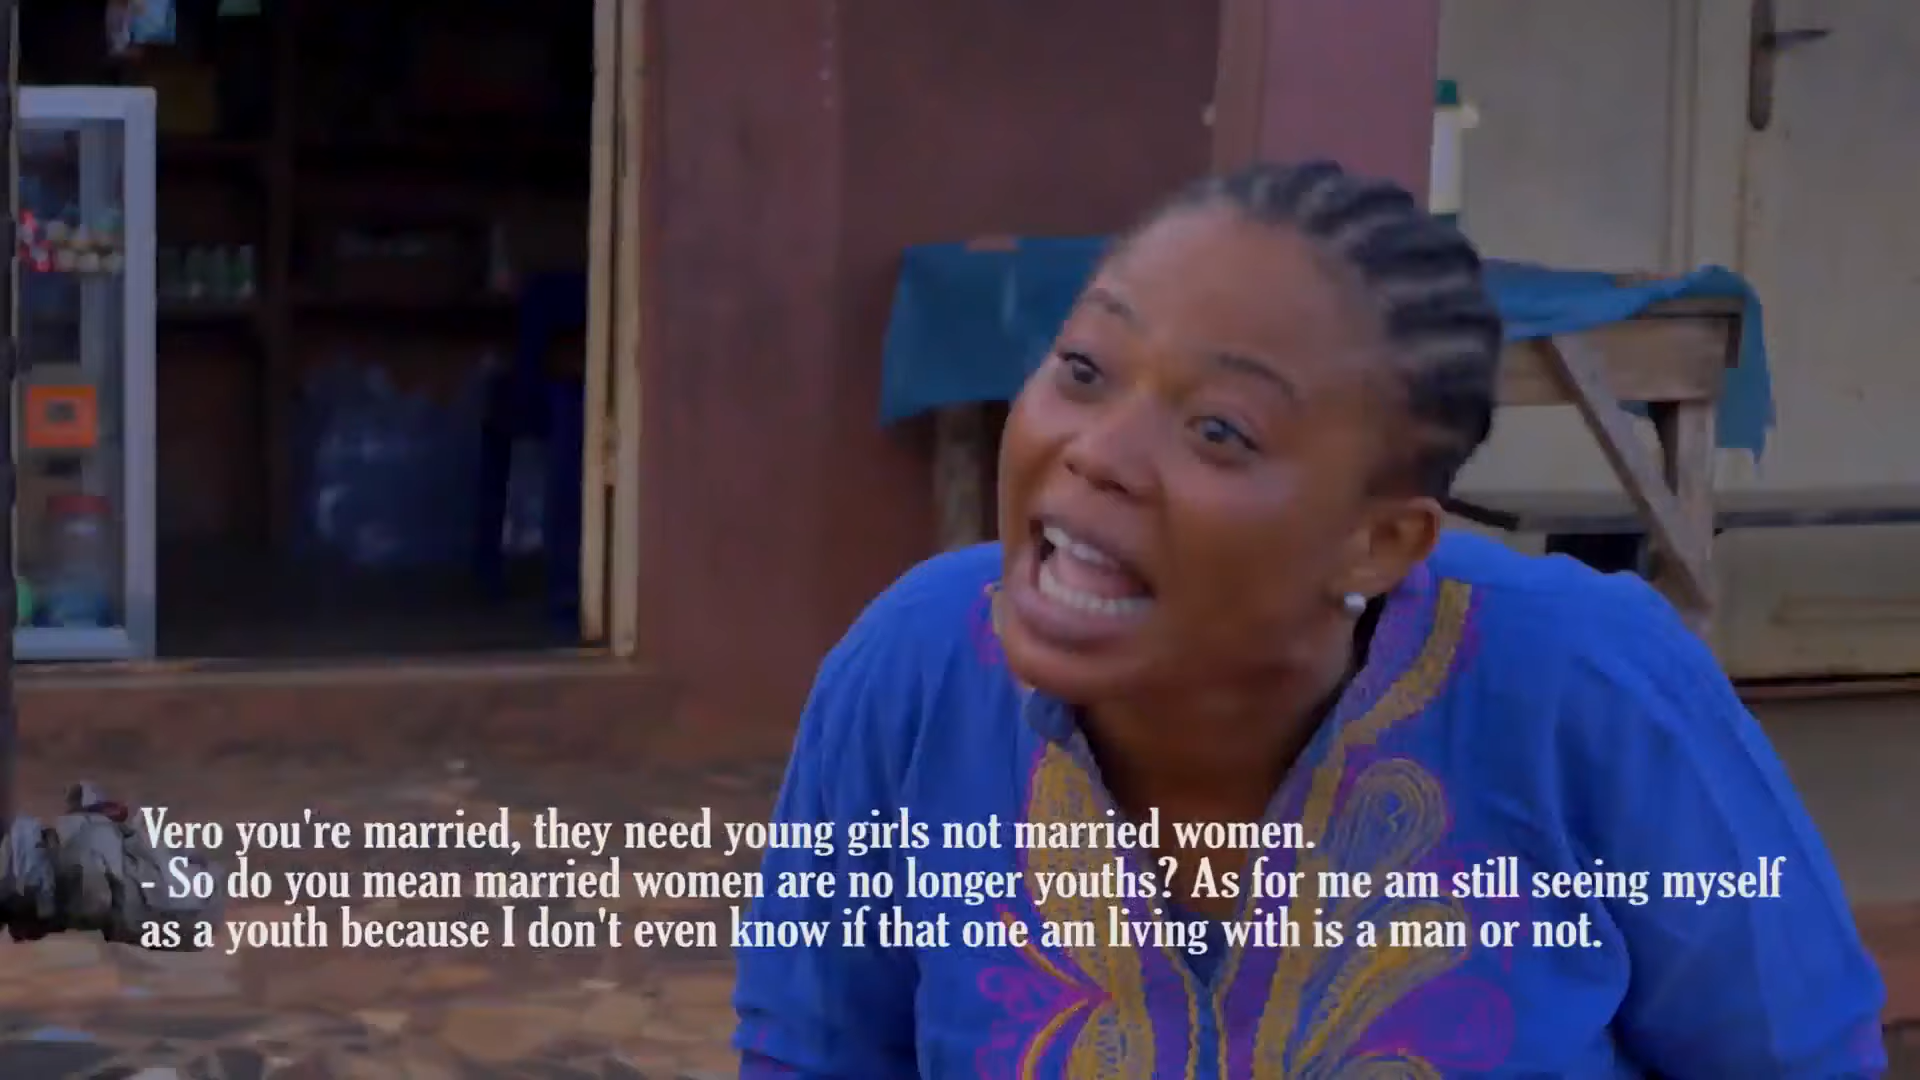 Vero you're married, they need young girls not married women.
- So do you mean married women are no longer youths? As for me am still seeing myself
as a youth because I don't even know if that one am living with is a man or not.